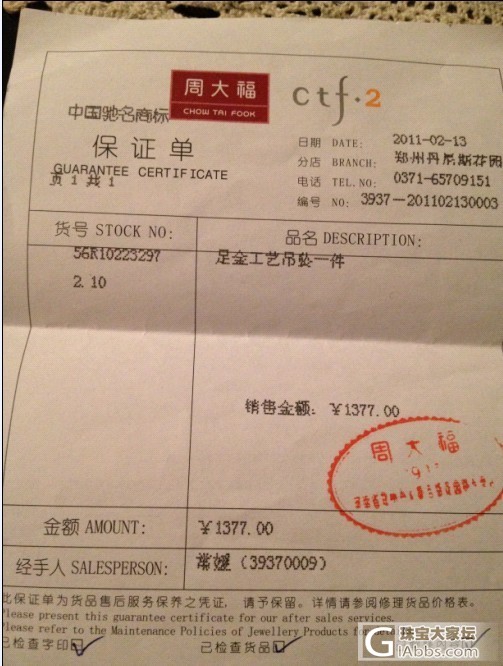 周大福
CHOW TAI FOOK
ctf·2
中国驰名商标
保证单
GUARANTEE CERTIFICATE
页1共1
日期 DATE: 2011-02-13
分店 BRANCH: 郑州丹尼斯花园
电话 TEL.NO: 0371-65709151
编号 NO: 3937--201102130003
货号 STOCK NO:
品名 DESCRIPTION:
56R10223297
足金工艺吊坠一件
2.10
销售金额: ¥1377.00
周大福
金额 AMOUNT:
¥1377.00
经手人 SALESPERSON:
(39370009)
此保证单为货品售后服务保养之凭证, 请予保留。详情请参阅修理货品价格表。
Please present this guarantee certificate for our after sales services.
Please refer to the Maintenance Policies of Jewellery Products for
已检查字印
已检查货品
珠宝大家坛
GIAbbs.com